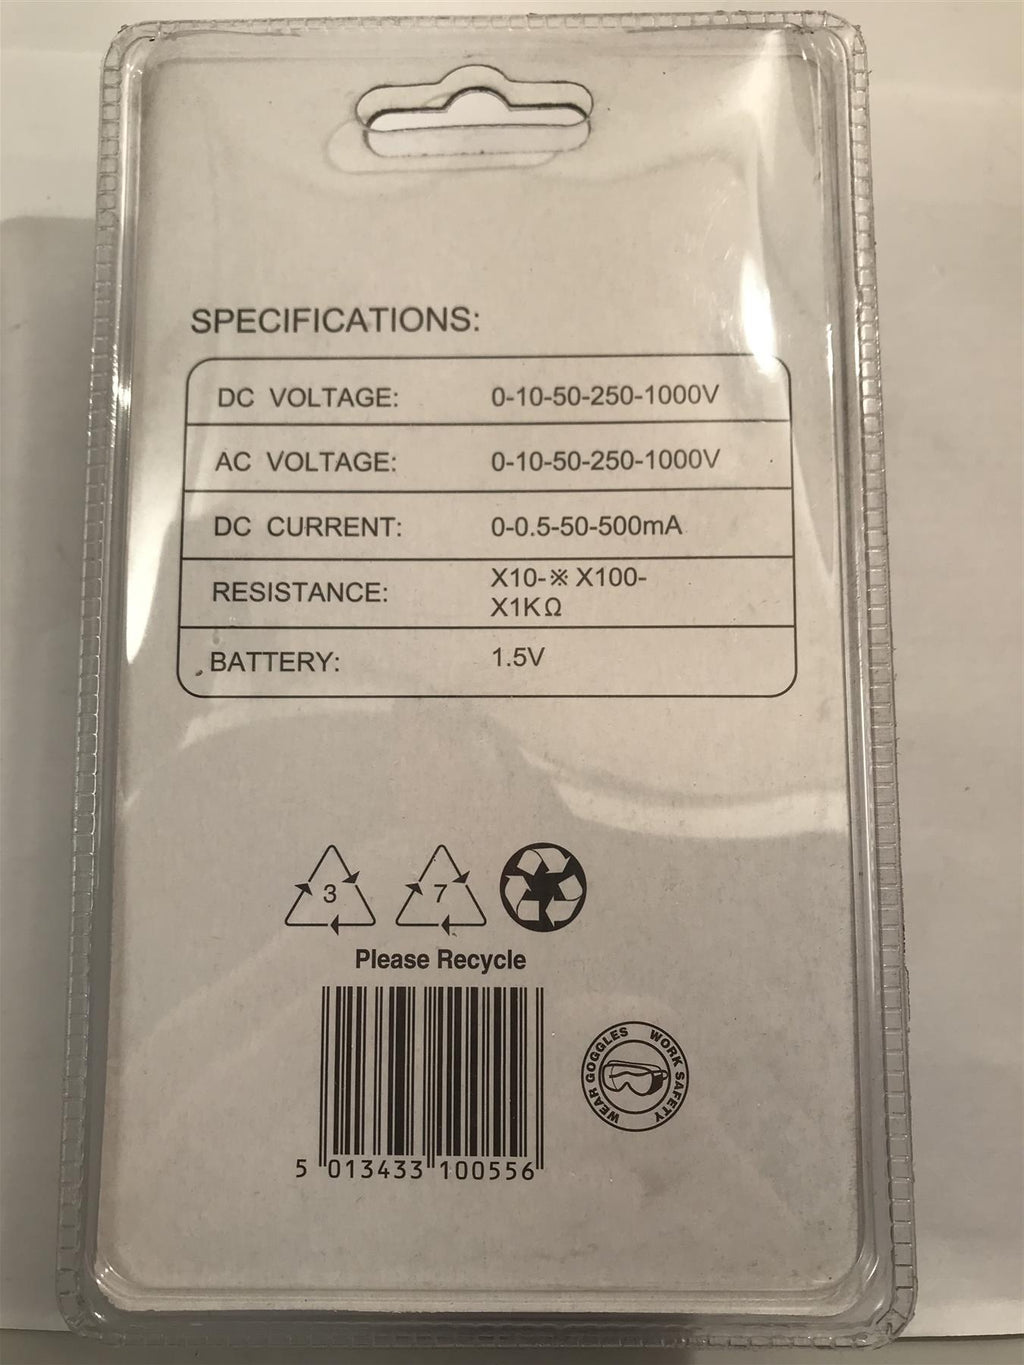 SPECIFICATIONS:
DC VOLTAGE: 0-10-50-250-1000V
AC VOLTAGE: 0-10-50-250-1000V
DC CURRENT: 0-0.5-50-500mA
RESISTANCE: X10-※ X100-
X1KΩ
BATTERY: 1.5V
3 7
Please Recycle
WEAR GOGGLES WORK SAFETY
5 013433 100556